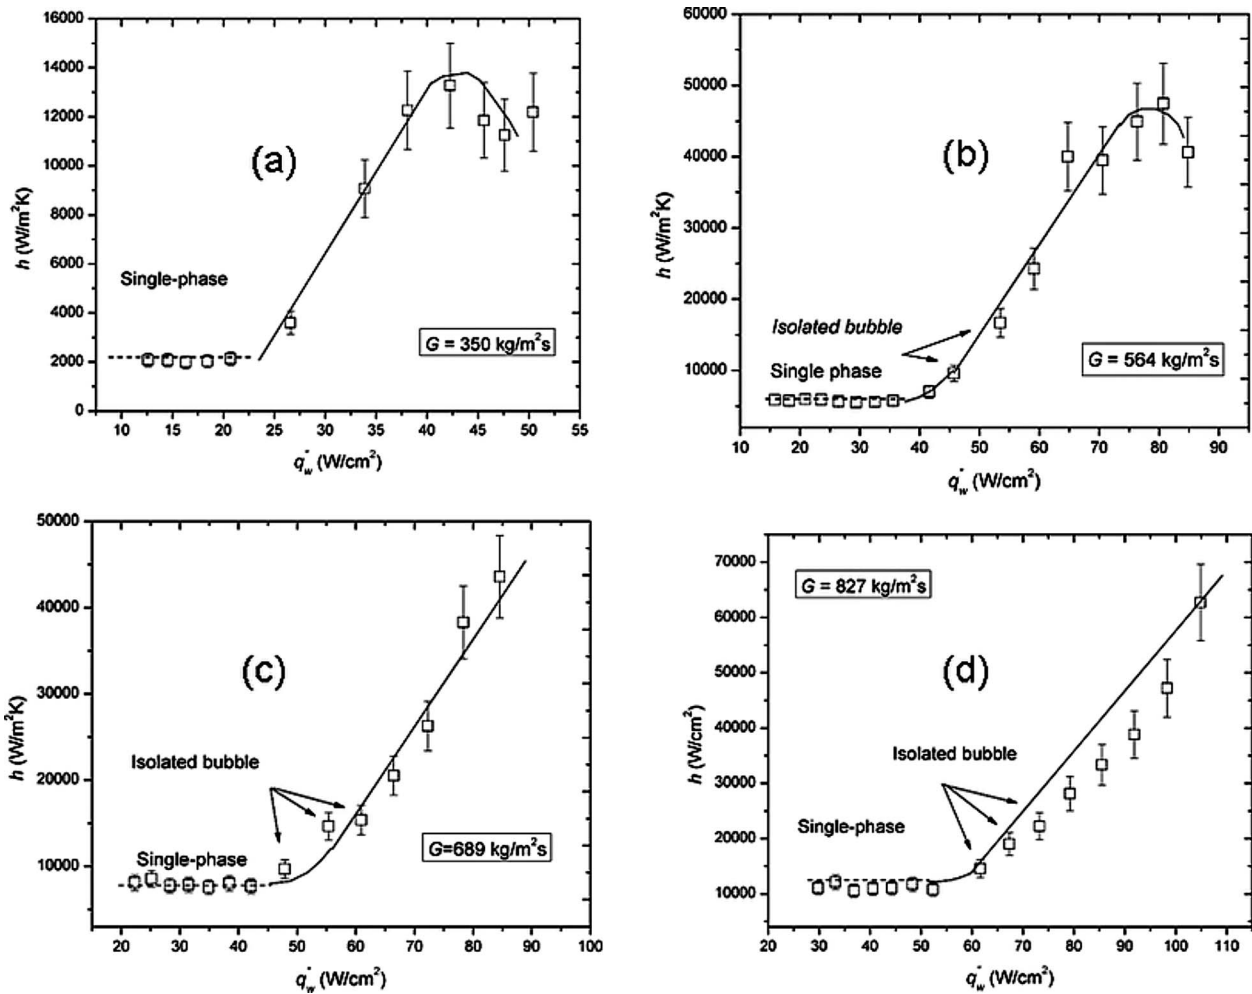 h (W/m²K)
16000
14000
12000
10000
8000
6000
4000
2000
0
(a)
Single-phase
G = 350 kg/m²s
10 15 20 25 30 35 40 45 50 55
q"w (W/cm²)
h (W/m²K)
60000
50000
40000
30000
20000
10000
0
(b)
Isolated bubble
Single phase
G = 564 kg/m²s
10 20 30 40 50 60 70 80 90
q"w (W/cm²)
h (W/m²K)
50000
40000
30000
20000
10000
(c)
Isolated bubble
Single-phase
G=689 kg/m²s
20 30 40 50 60 70 80 90 100
q"w (W/cm²)
h (W/cm²)
70000
60000
50000
40000
30000
20000
10000
G = 827 kg/m²s
(d)
Isolated bubble
Single-phase
20 30 40 50 60 70 80 90 100 110
q"w (W/cm²)